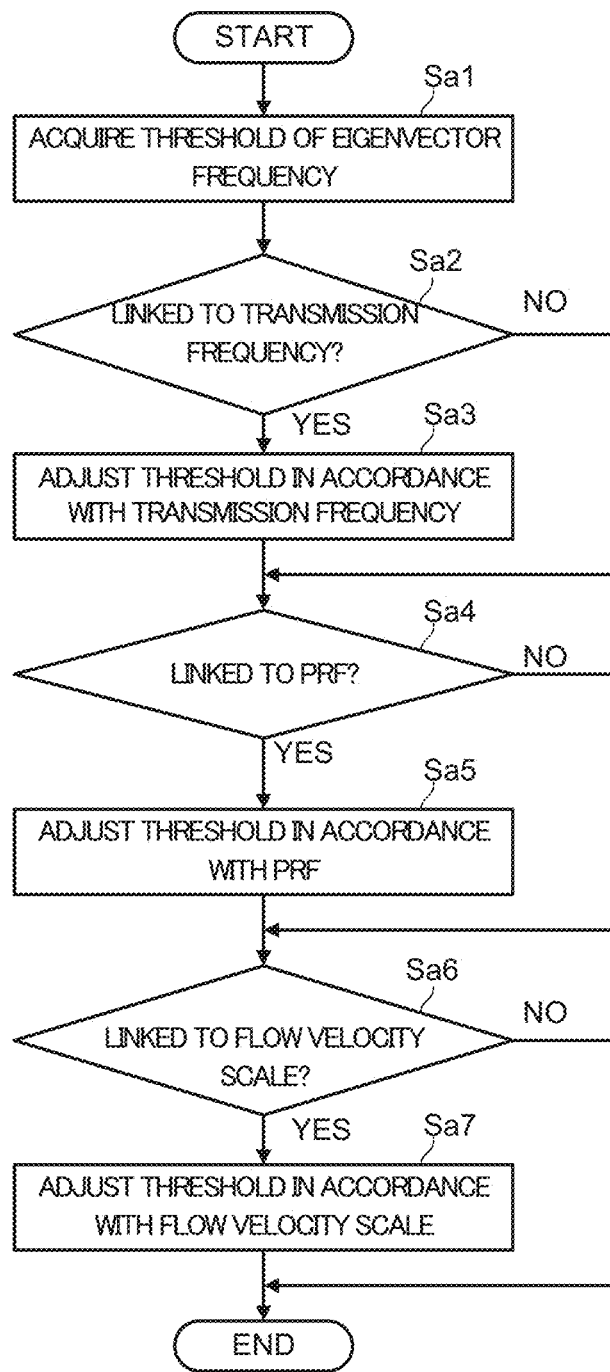 START
Sa1
ACQUIRE THRESHOLD OF EIGENVECTOR
FREQUENCY
Sa2
LINKED TO TRANSMISSION
FREQUENCY?
NO
YES
Sa3
ADJUST THRESHOLD IN ACCORDANCE
WITH TRANSMISSION FREQUENCY
Sa4
LINKED TO PRF?
NO
YES
Sa5
ADJUST THRESHOLD IN ACCORDANCE
WITH PRF
Sa6
LINKED TO FLOW VELOCITY
SCALE?
NO
YES
Sa7
ADJUST THRESHOLD IN ACCORDANCE
WITH FLOW VELOCITY SCALE
END